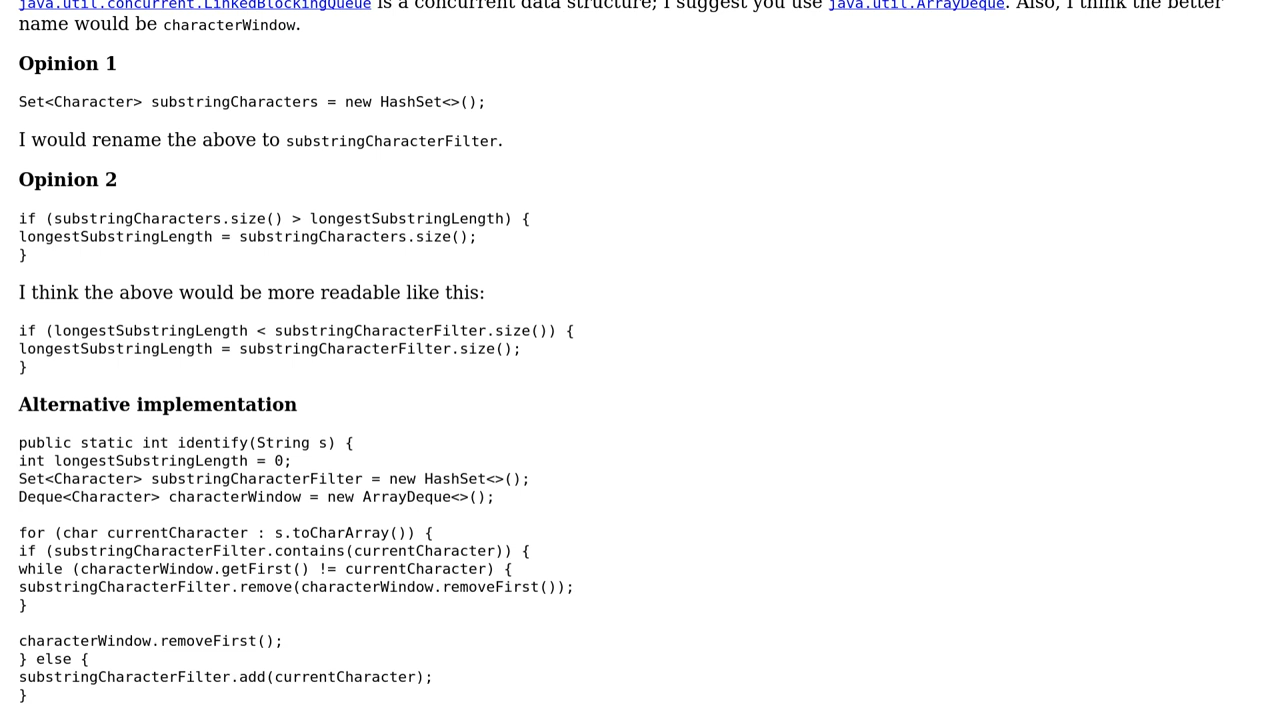 java.util.concurrent.LinkedBlockingQueue is a concurrent data structure; I suggest you use java.util.ArrayDeque. Also, I think the better
name would be characterWindow.
Opinion 1
Set<Character> substringCharacters = new HashSet<>();
I would rename the above to substringCharacterFilter.
Opinion 2
if (substringCharacters.size() > longestSubstringLength) {
longestSubstringLength = substringCharacters.size();
}
I think the above would be more readable like this:
if (longestSubstringLength < substringCharacterFilter.size()) {
longestSubstringLength = substringCharacterFilter.size();
}
Alternative implementation
public static int identify(String s) {
int longestSubstringLength = 0;
Set<Character> substringCharacterFilter = new HashSet<>();
Deque<Character> characterWindow = new ArrayDeque<>();
for (char currentCharacter : s.toCharArray()) {
if (substringCharacterFilter.contains(currentCharacter)) {
while (characterWindow.getFirst() != currentCharacter) {
substringCharacterFilter.remove(characterWindow.removeFirst());
}
characterWindow.removeFirst();
} else {
substringCharacterFilter.add(currentCharacter);
}